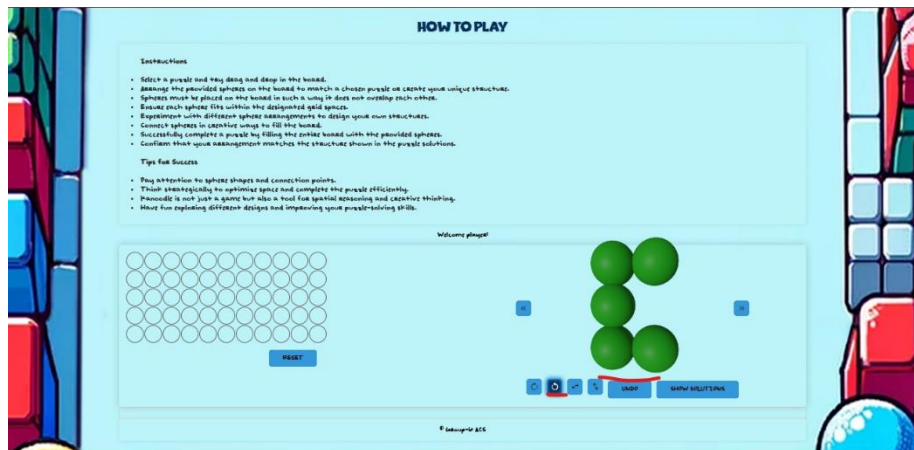 HOW TO PLAY
Instructions
• Select a puzzle and try drag and drop in the board.
• Arrange the provided spheres on the board to match a chosen puzzle or create your unique structure.
• Spheres must be placed on the board in such a way it does not overlap each other.
• Ensure each sphere fits within the designated grid spaces.
• Experiment with different sphere arrangements to design your own structures.
• Connect spheres in creative ways to fill the board.
• Successfully complete a puzzle by filling the entire board with the provided spheres.
• Confirm that your arrangement matches the structure shown in the puzzle solutions.
Tips for Success
• Pay attention to sphere shapes and connection points.
• Think strategically to optimize space and complete the puzzle efficiently.
• Kanoodle is not just a game but also a tool for spatial reasoning and creative thinking.
• Have fun exploring different designs and improving your puzzle-solving skills.
Welcome player!
RESET
UNDO SHOW SOLUTIONS